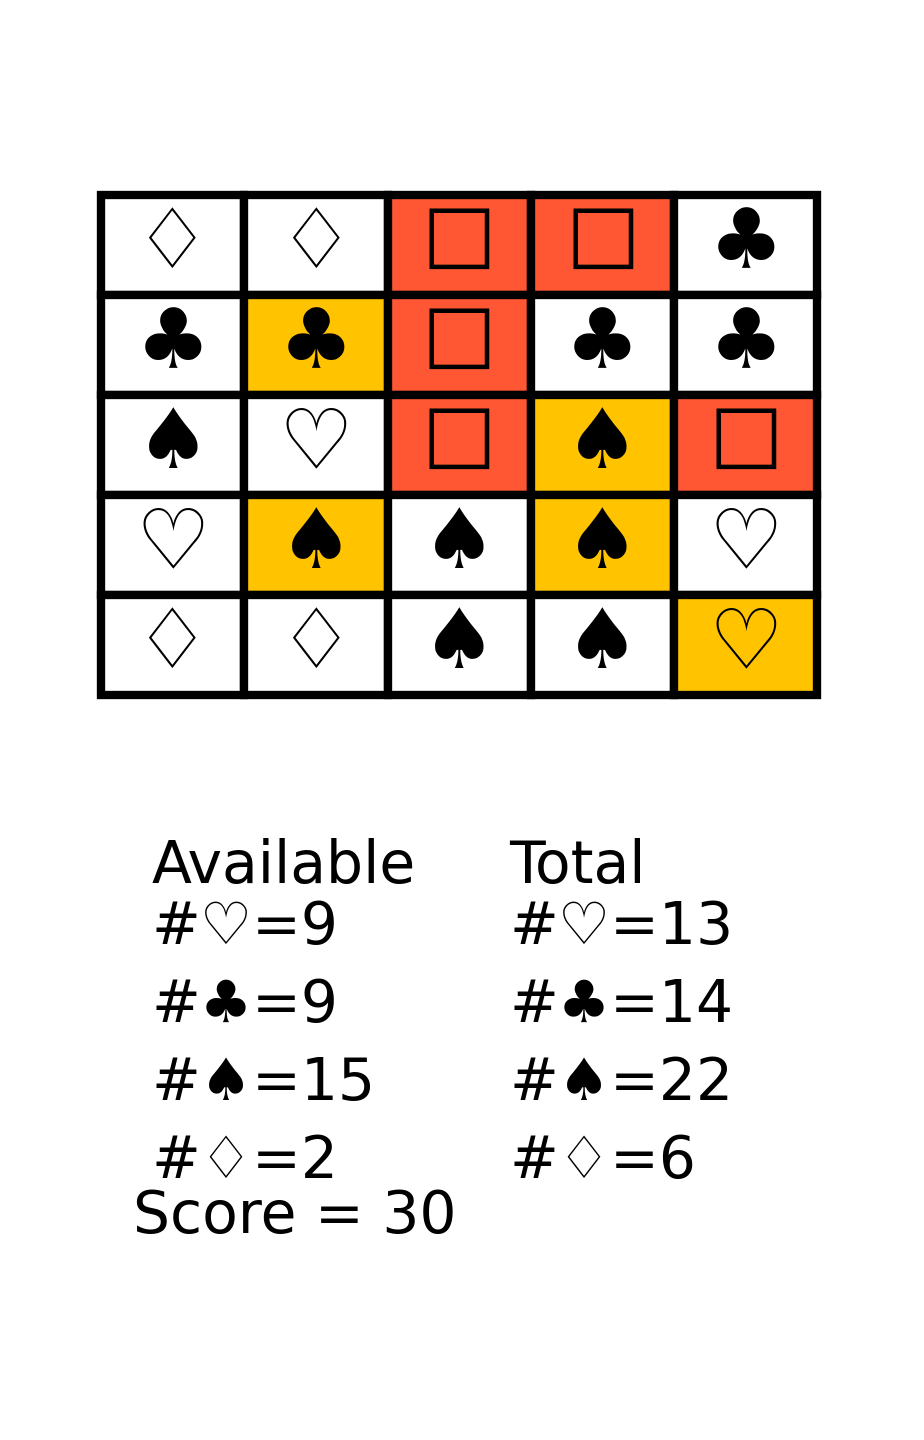 ♢ ♢ □ □ ♣
♣ ♣ □ ♣ ♣
♠ ♡ □ ♠ □
♡ ♠ ♠ ♠ ♡
♢ ♢ ♠ ♠ ♡
Available Total
#♡=9 #♡=13
#♣=9 #♣=14
#♠=15 #♠=22
#♢=2 #♢=6
Score = 30